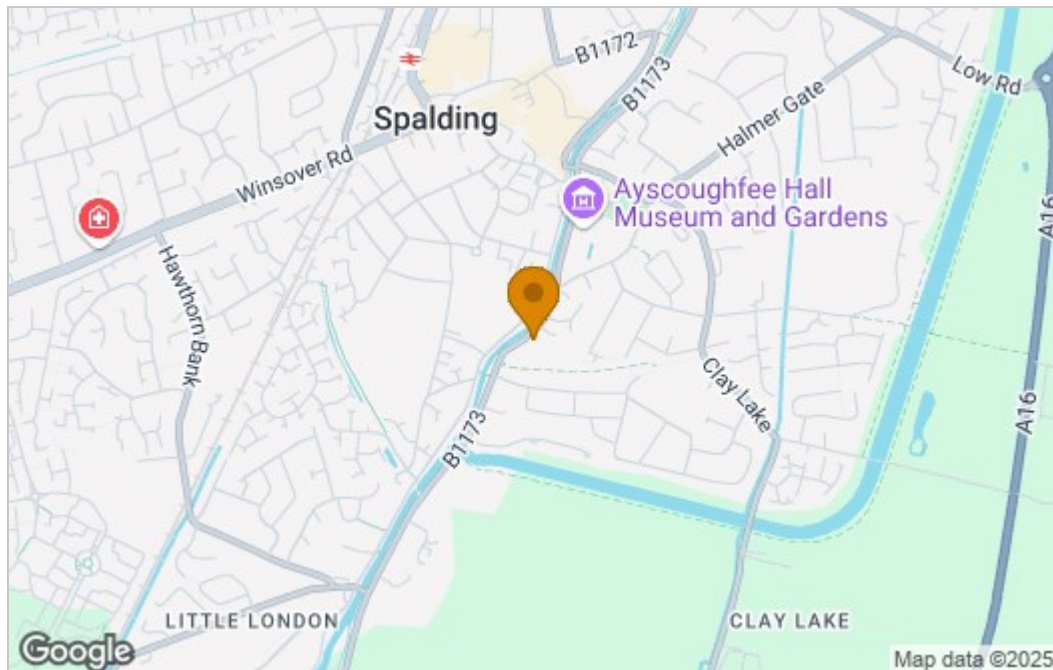 B1172
B1173
Low Rd
Spalding
Halmer Gate
Winsover Rd
Ayscoughfee Hall
Museum and Gardens
A16
Hawthorn Bank
Clay Lake
A16
B1173
LITTLE LONDON
CLAY LAKE
Google
Map data ©2025